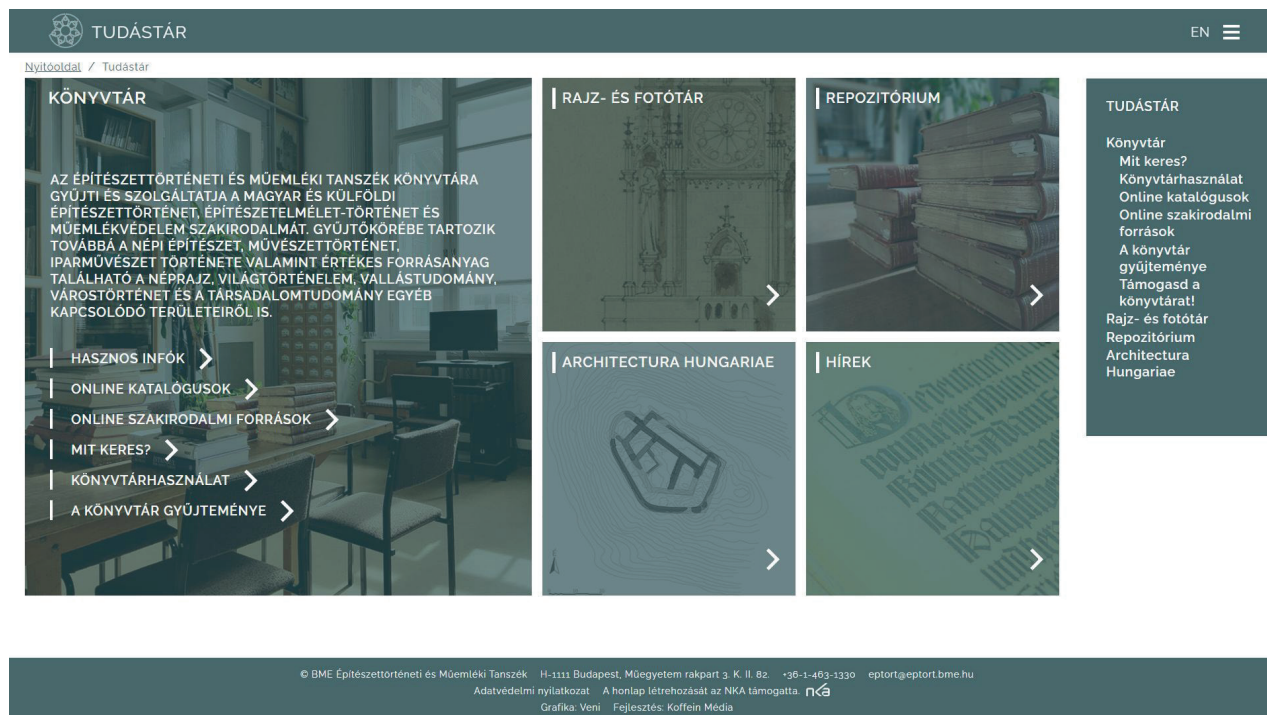 TUDÁSTÁR
EN
Nyitóoldal / Tudástár
KÖNYVTÁR
AZ ÉPÍTÉSZETTÖRTÉNETI ÉS MŰEMLÉKI TANSZÉK KÖNYVTÁRA
GYŰJTI ÉS SZOLGÁLTATJA A MAGYAR ÉS KÜLFÖLDI
ÉPÍTÉSZETTÖRTÉNET, ÉPÍTÉSZETELMÉLET-TÖRTÉNET ÉS
MŰEMLÉKVÉDELEM SZAKIRODALMÁT. GYŰJTŐKÖRÉBE TARTOZIK
TOVÁBBÁ A NÉPI ÉPÍTÉSZET, MŰVÉSZETTÖRTÉNET,
IPARMŰVÉSZET TÖRTÉNETE VALAMINT ÉRTÉKES FORRÁSANYAG
TALÁLHATÓ A NÉPRAJZ, VILÁGTÖRTÉNELEM, VALLÁSTUDOMÁNY,
VÁROSTÖRTÉNET ÉS A TÁRSADALOMTUDOMÁNY EGYÉB
KAPCSOLÓDÓ TERÜLETEIRŐL IS.
HASZNOS INFÓK
ONLINE KATALÓGUSOK
ONLINE SZAKIRODALMI FORRÁSOK
MIT KERES?
KÖNYVTÁRHASZNÁLAT
A KÖNYVTÁR GYŰJTEMÉNYE
RAJZ- ÉS FOTÓTÁR
REPOZITÓRIUM
ARCHITECTURA HUNGARIAE
HÍREK
TUDÁSTÁR
Könyvtár
Mit keres?
Könyvtárhasználat
Online katalógusok
Online szakirodalmi
források
A könyvtár
gyűjteménye
Támogasd a
könyvtárat!
Rajz- és fotótár
Repozitórium
Architectura
Hungariae
© BME Építészettörténeti és Műemléki Tanszék H-1111 Budapest, Műegyetem rakpart 3. K. II. 82. +36-1-463-1330 eptort@eptort.bme.hu
Adatvédelmi nyilatkozat A honlap létrehozását az NKA támogatta. nka
Grafika: Veni Fejlesztés: Koffein Média